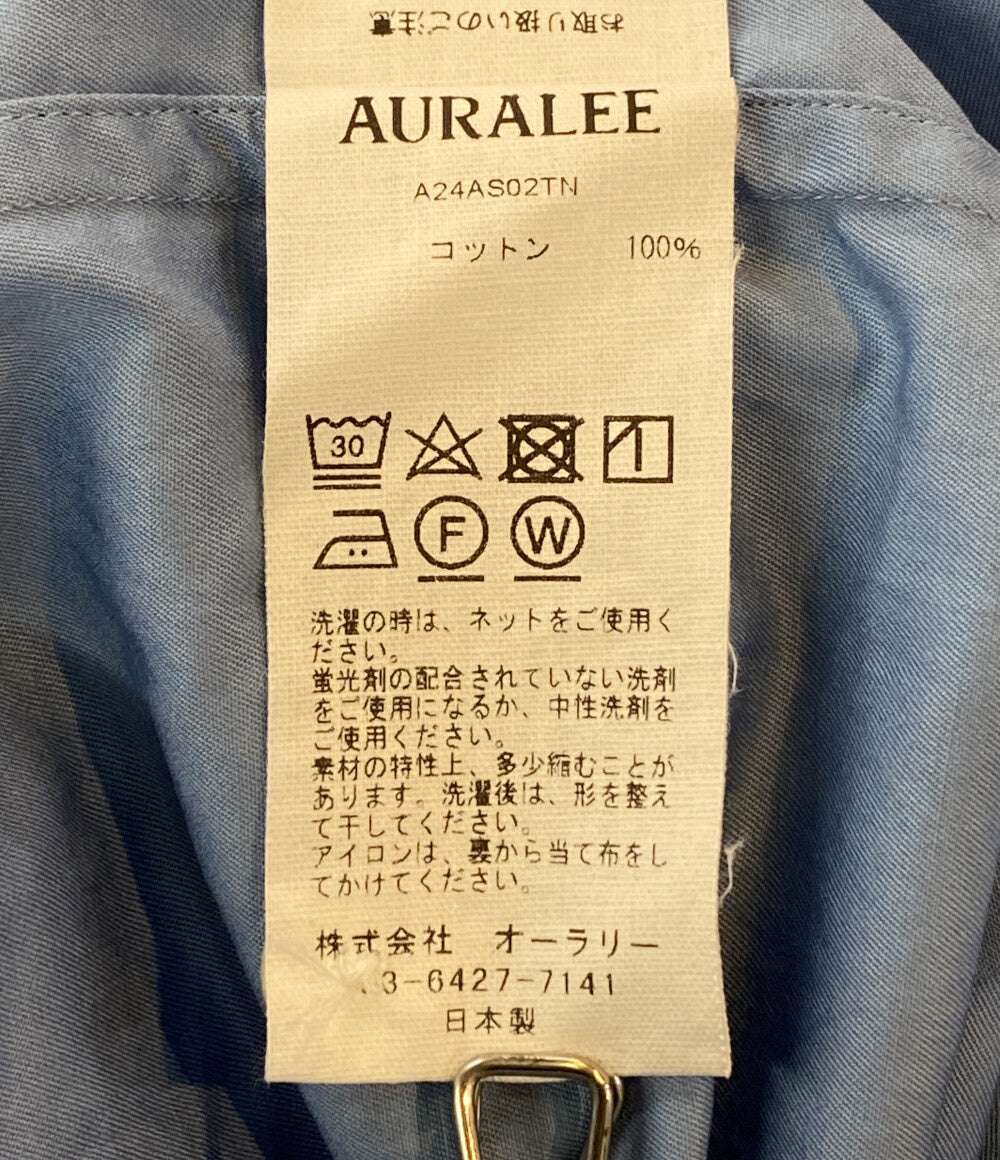 お取り扱いのご注意
AURALEE
A24AS02TN
コットン 100%
30
F W
洗濯の時は、ネットをご使用く
ださい。
蛍光剤の配合されていない洗剤
をご使用になるか、中性洗剤を
ご使用ください。
素材の特性上、多少縮むことが
あります。洗濯後は、形を整え
て干してください。
アイロンは、裏から当て布をし
てかけてください。
株式会社 オーラリー
3-6427-7141
日本製